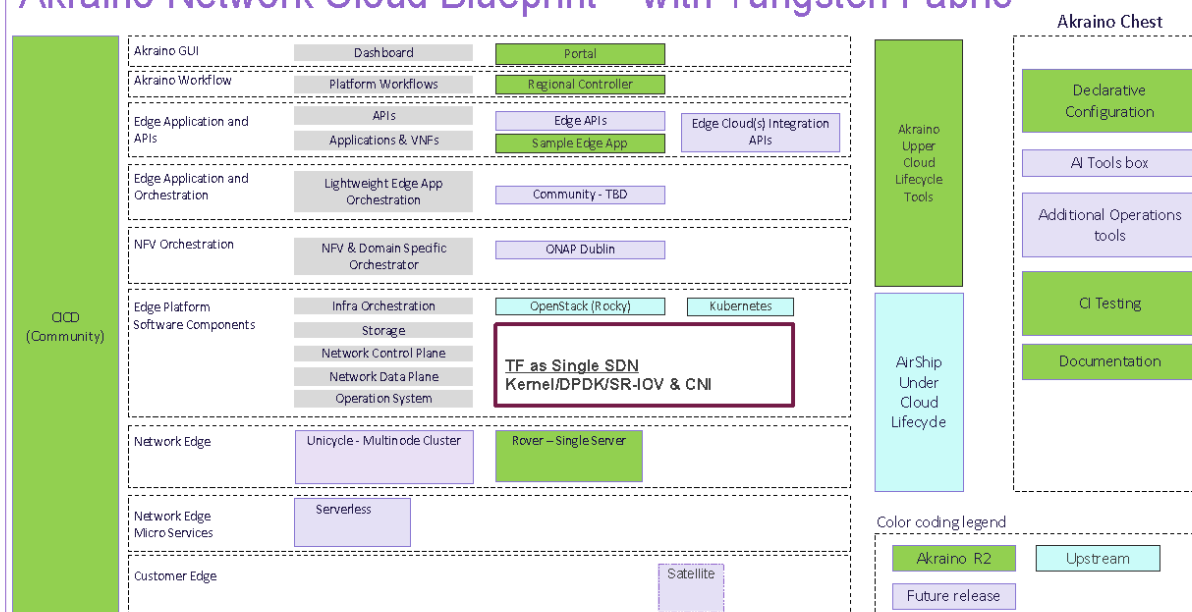 Akraino Network Cloud Blueprint – with Tungsten Fabric
Akraino Chest
CICD
(Community)
Akraino GUI
Dashboard
Portal
Akraino Workflow
Platform Workflows
Regional Controller
Edge Application and
APIs
APIs
Applications & VNFs
Edge APIs
Sample Edge App
Edge Cloud(s) Integration
APIs
Edge Application and
Orchestration
Lightweight Edge App
Orchestration
Community - TBD
NFV Orchestration
NFV & Domain Specific
Orchestrator
ONAP Dublin
Edge Platform
Software Components
Infra Orchestration
Storage
Network Control Plane
Network Data Plane
Operation System
OpenStack (Rocky)
Kubernetes
TF as Single SDN
Kernel/DPDK/SR-IOV & CNI
Network Edge
Unicycle - Multinode Cluster
Rover – Single Server
Network Edge
Micro Services
Serverless
Customer Edge
Satellite
Akraino
Upper
Cloud
Lifecycle
Tools
AirShip
Under
Cloud
Lifecycle
Declarative
Configuration
AI Tools box
Additional Operations
tools
CI Testing
Documentation
Color coding legend
Akraino R2
Upstream
Future release